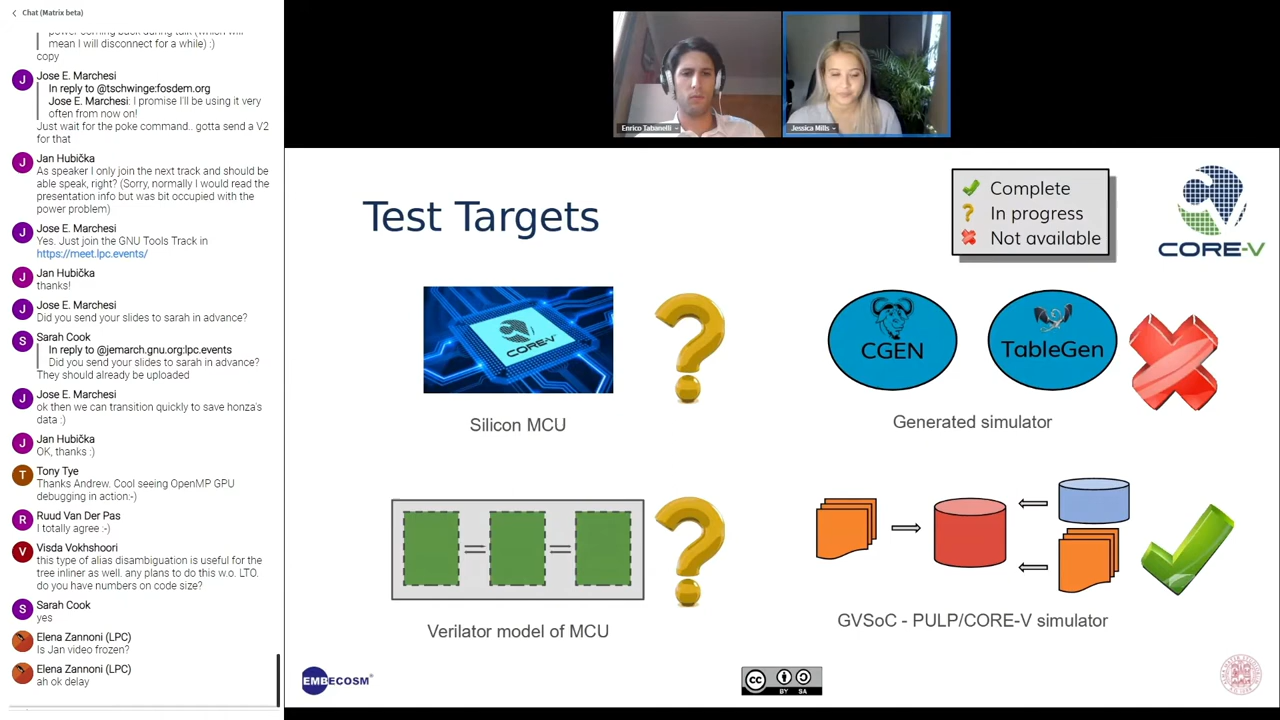 Chat (Matrix beta)
power coming back during talk (which will
mean I will disconnect for a while) :)
copy
J
Jose E. Marchesi
In reply to @tschwinge:fosdem.org
Jose E. Marchesi: I promise I'll be using it very
often from now on!
Just wait for the poke command.. gotta send a V2
for that
J
Jan Hubička
As speaker I only join the next track and should be
able speak, right? (Sorry, normally I would read the
presentation info but was bit occupied with the
power problem)
J
Jose E. Marchesi
Yes. Just join the GNU Tools Track in
https://meet.lpc.events/
J
Jan Hubička
thanks!
J
Jose E. Marchesi
Did you send your slides to sarah in advance?
S
Sarah Cook
In reply to @jemarch.gnu.org:lpc.events
Did you send your slides to sarah in advance?
They should already be uploaded
J
Jose E. Marchesi
ok then we can transition quickly to save honza's
data :)
J
Jan Hubička
OK, thanks :)
T
Tony Tye
Thanks Andrew. Cool seeing OpenMP GPU
debugging in action:-)
R
Ruud Van Der Pas
I totally agree :-)
V
Visda Vokhshoori
this type of alias disambiguation is useful for the
tree inliner as well. any plans to do this w.o. LTO.
do you have numbers on code size?
S
Sarah Cook
yes
Elena Zannoni (LPC)
Is Jan video frozen?
Elena Zannoni (LPC)
ah ok delay
Enrico Tabanelli
Jessica Mills
Test Targets
Complete
In progress
Not available
CORE-V
CORE-V
Silicon MCU
CGEN
TableGen
Generated simulator
Verilator model of MCU
GVSoC - PULP/CORE-V simulator
EMBECOSM®
cc
BY SA